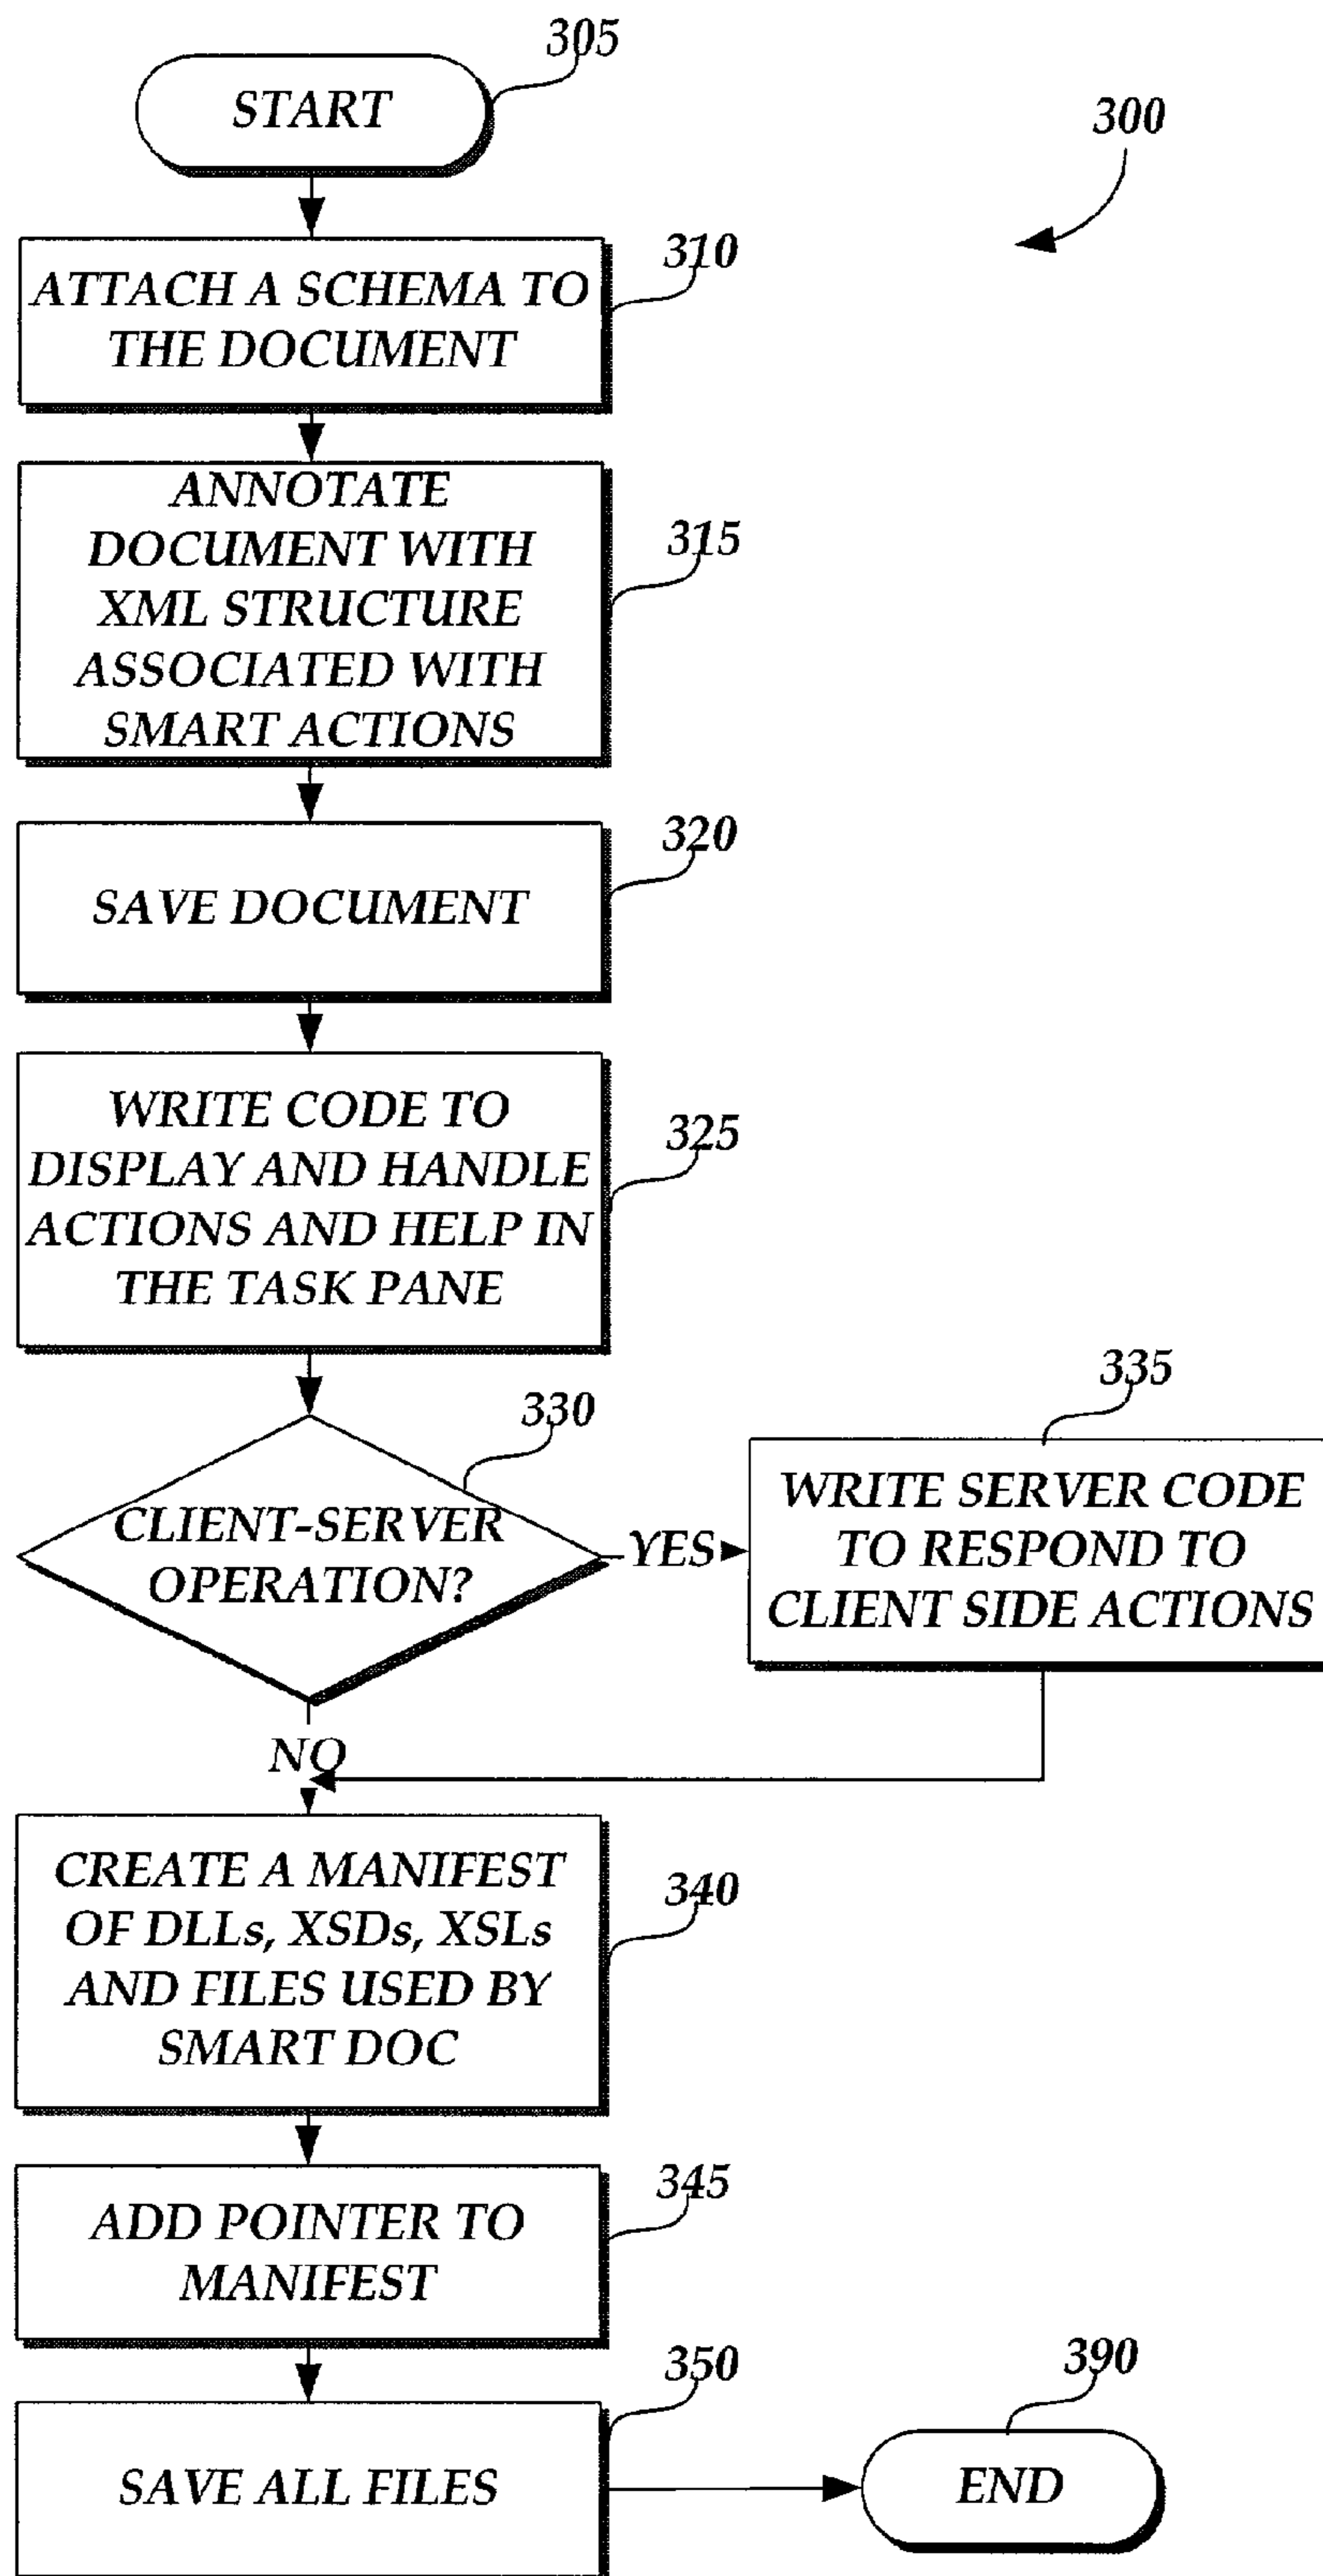 305
START
300
310
ATTACH A SCHEMA TO
THE DOCUMENT
ANNOTATE
DOCUMENT WITH
XML STRUCTURE
ASSOCIATED WITH
SMART ACTIONS
315
320
SAVE DOCUMENT
WRITE CODE TO
DISPLAY AND HANDLE
ACTIONS AND HELP IN
THE TASK PANE
325
330
CLIENT-SERVER
OPERATION?
YES
335
WRITE SERVER CODE
TO RESPOND TO
CLIENT SIDE ACTIONS
NO
CREATE A MANIFEST
OF DLLs, XSDs, XSLs
AND FILES USED BY
SMART DOC
340
345
ADD POINTER TO
MANIFEST
350
SAVE ALL FILES
390
END